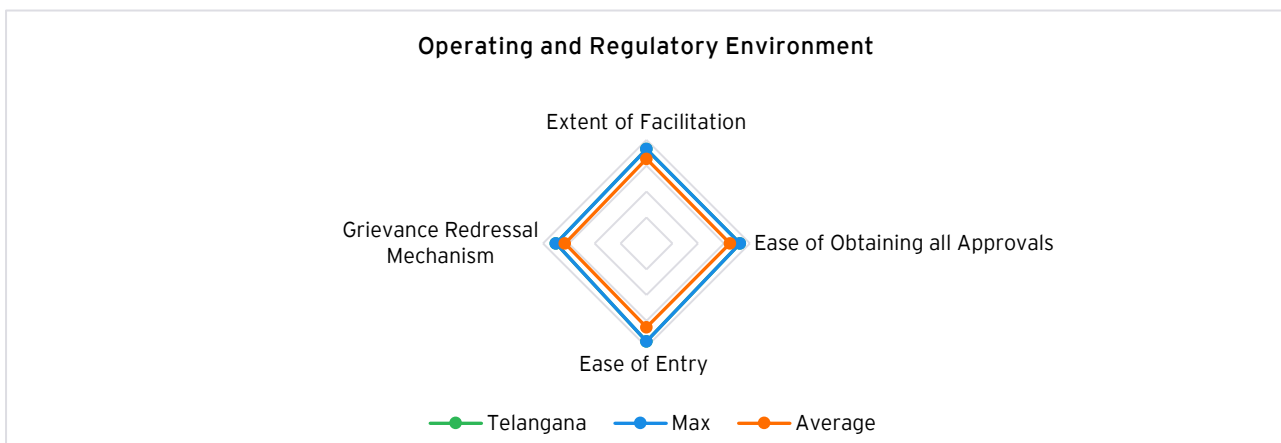 Operating and Regulatory Environment
Extent of Facilitation
Grievance Redressal
Mechanism
Ease of Obtaining all Approvals
Ease of Entry
Telangana Max Average